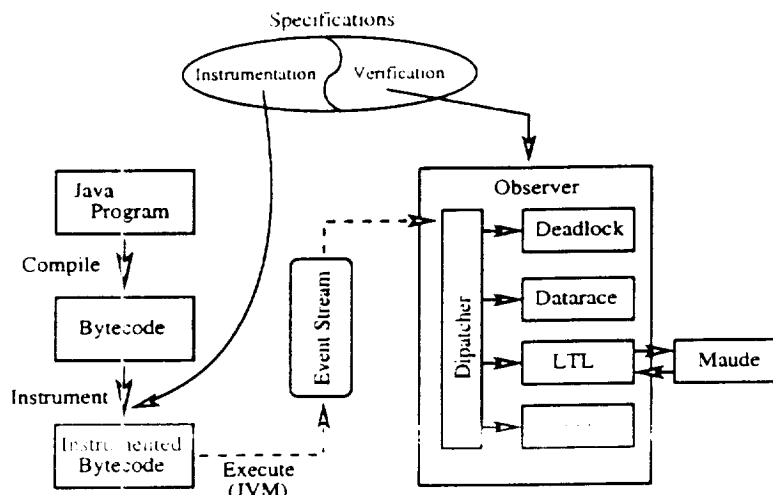 Specifications
Instrumentation
Verification
Java
Program
Compile
Bytecode
Instrument
Instrumented
Bytecode
Execute
(JVM)
Event Stream
Observer
Dipatcher
Deadlock
Datarace
LTL
Maude